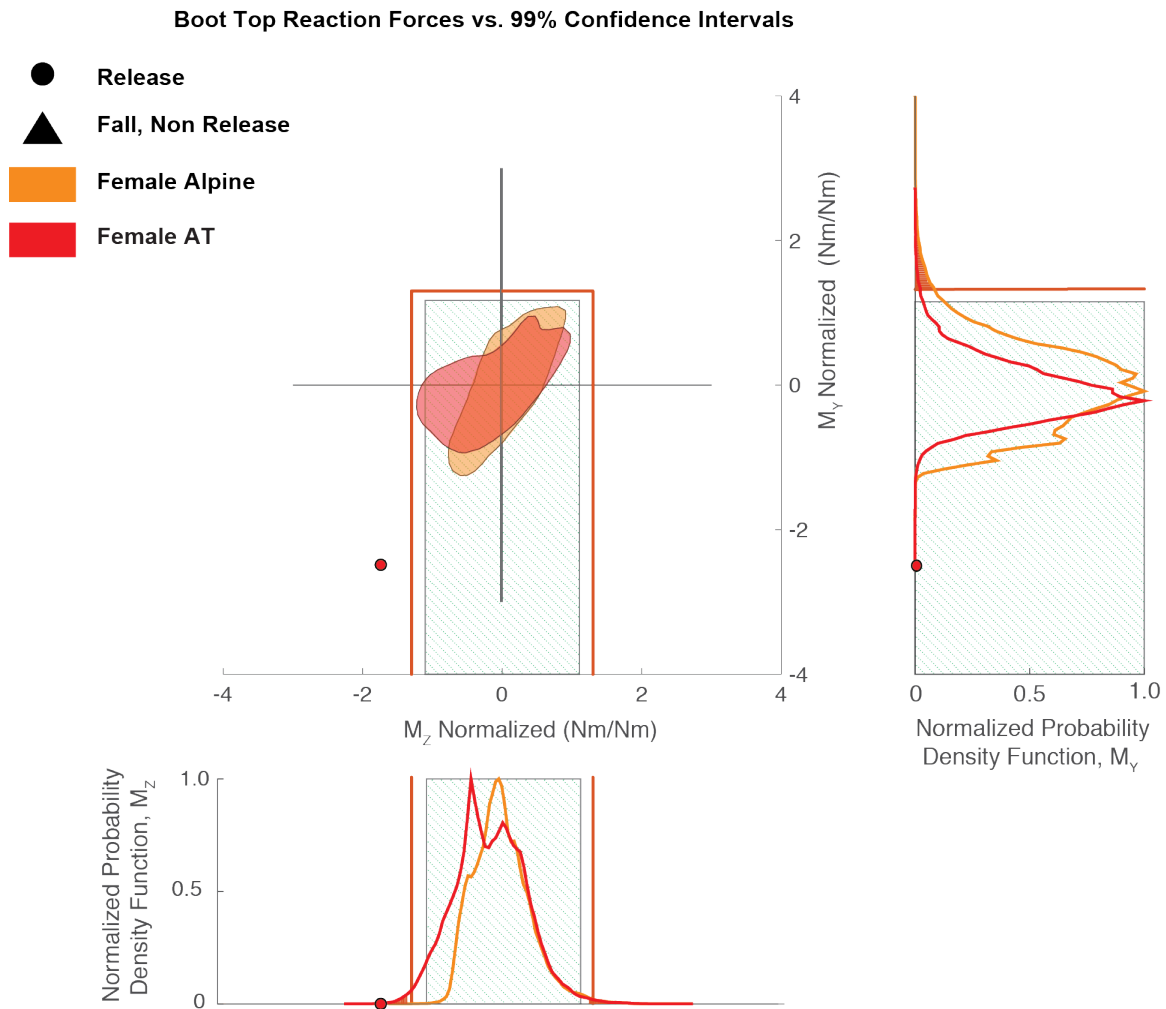 Boot Top Reaction Forces vs. 99% Confidence Intervals
Release
Fall, Non Release
Female Alpine
Female AT
4
2
0
-2
-4
M_Y Normalized (Nm/Nm)
-4
-2
0
2
4
M_Z Normalized (Nm/Nm)
0
0.5
1.0
Normalized Probability
Density Function, M_Y
Normalized Probability
Density Function, M_Z
1.0
0.5
0